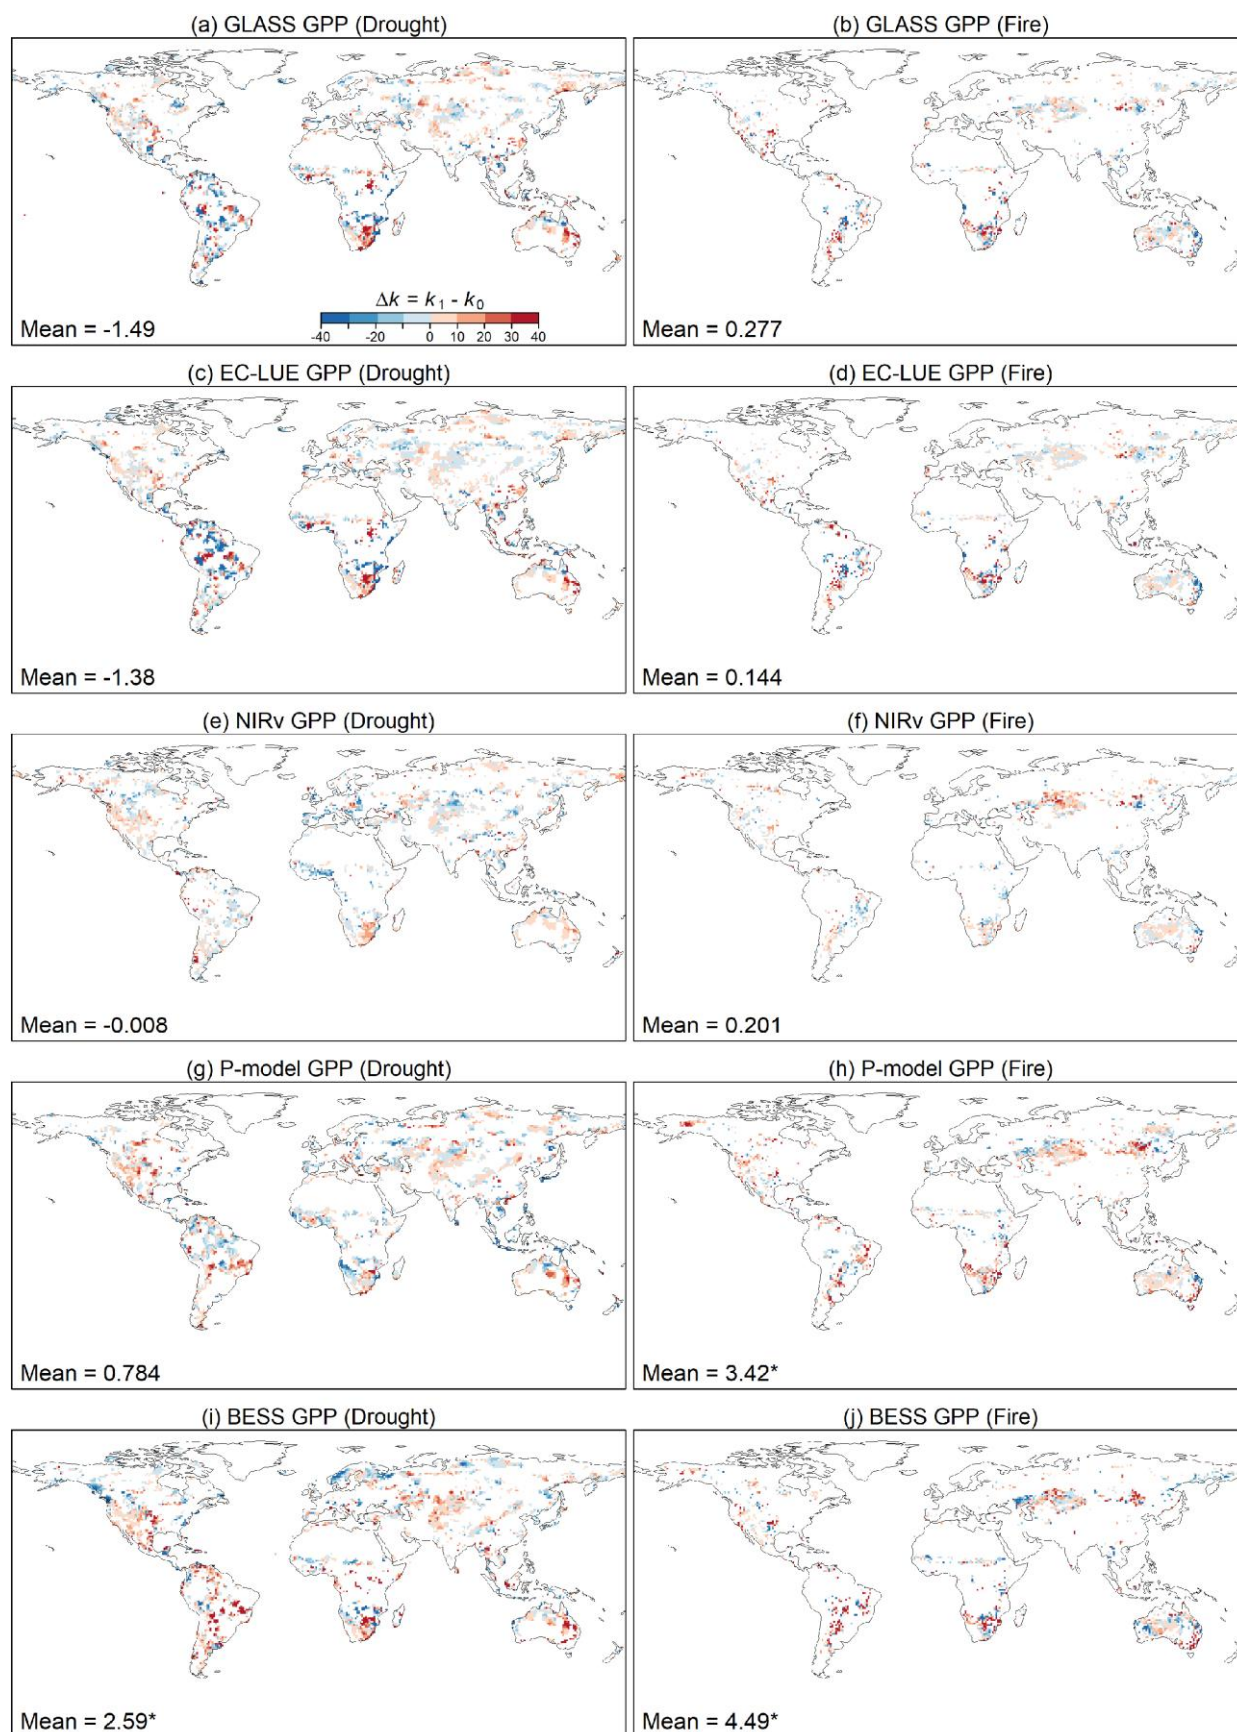 (a) GLASS GPP (Drought)
(b) GLASS GPP (Fire)
Δk = k₁ - k₀
-40 -20 0 10 20 30 40
Mean = -1.49
Mean = 0.277
(c) EC-LUE GPP (Drought)
(d) EC-LUE GPP (Fire)
Mean = -1.38
Mean = 0.144
(e) NIRv GPP (Drought)
(f) NIRv GPP (Fire)
Mean = -0.008
Mean = 0.201
(g) P-model GPP (Drought)
(h) P-model GPP (Fire)
Mean = 0.784
Mean = 3.42*
(i) BESS GPP (Drought)
(j) BESS GPP (Fire)
Mean = 2.59*
Mean = 4.49*